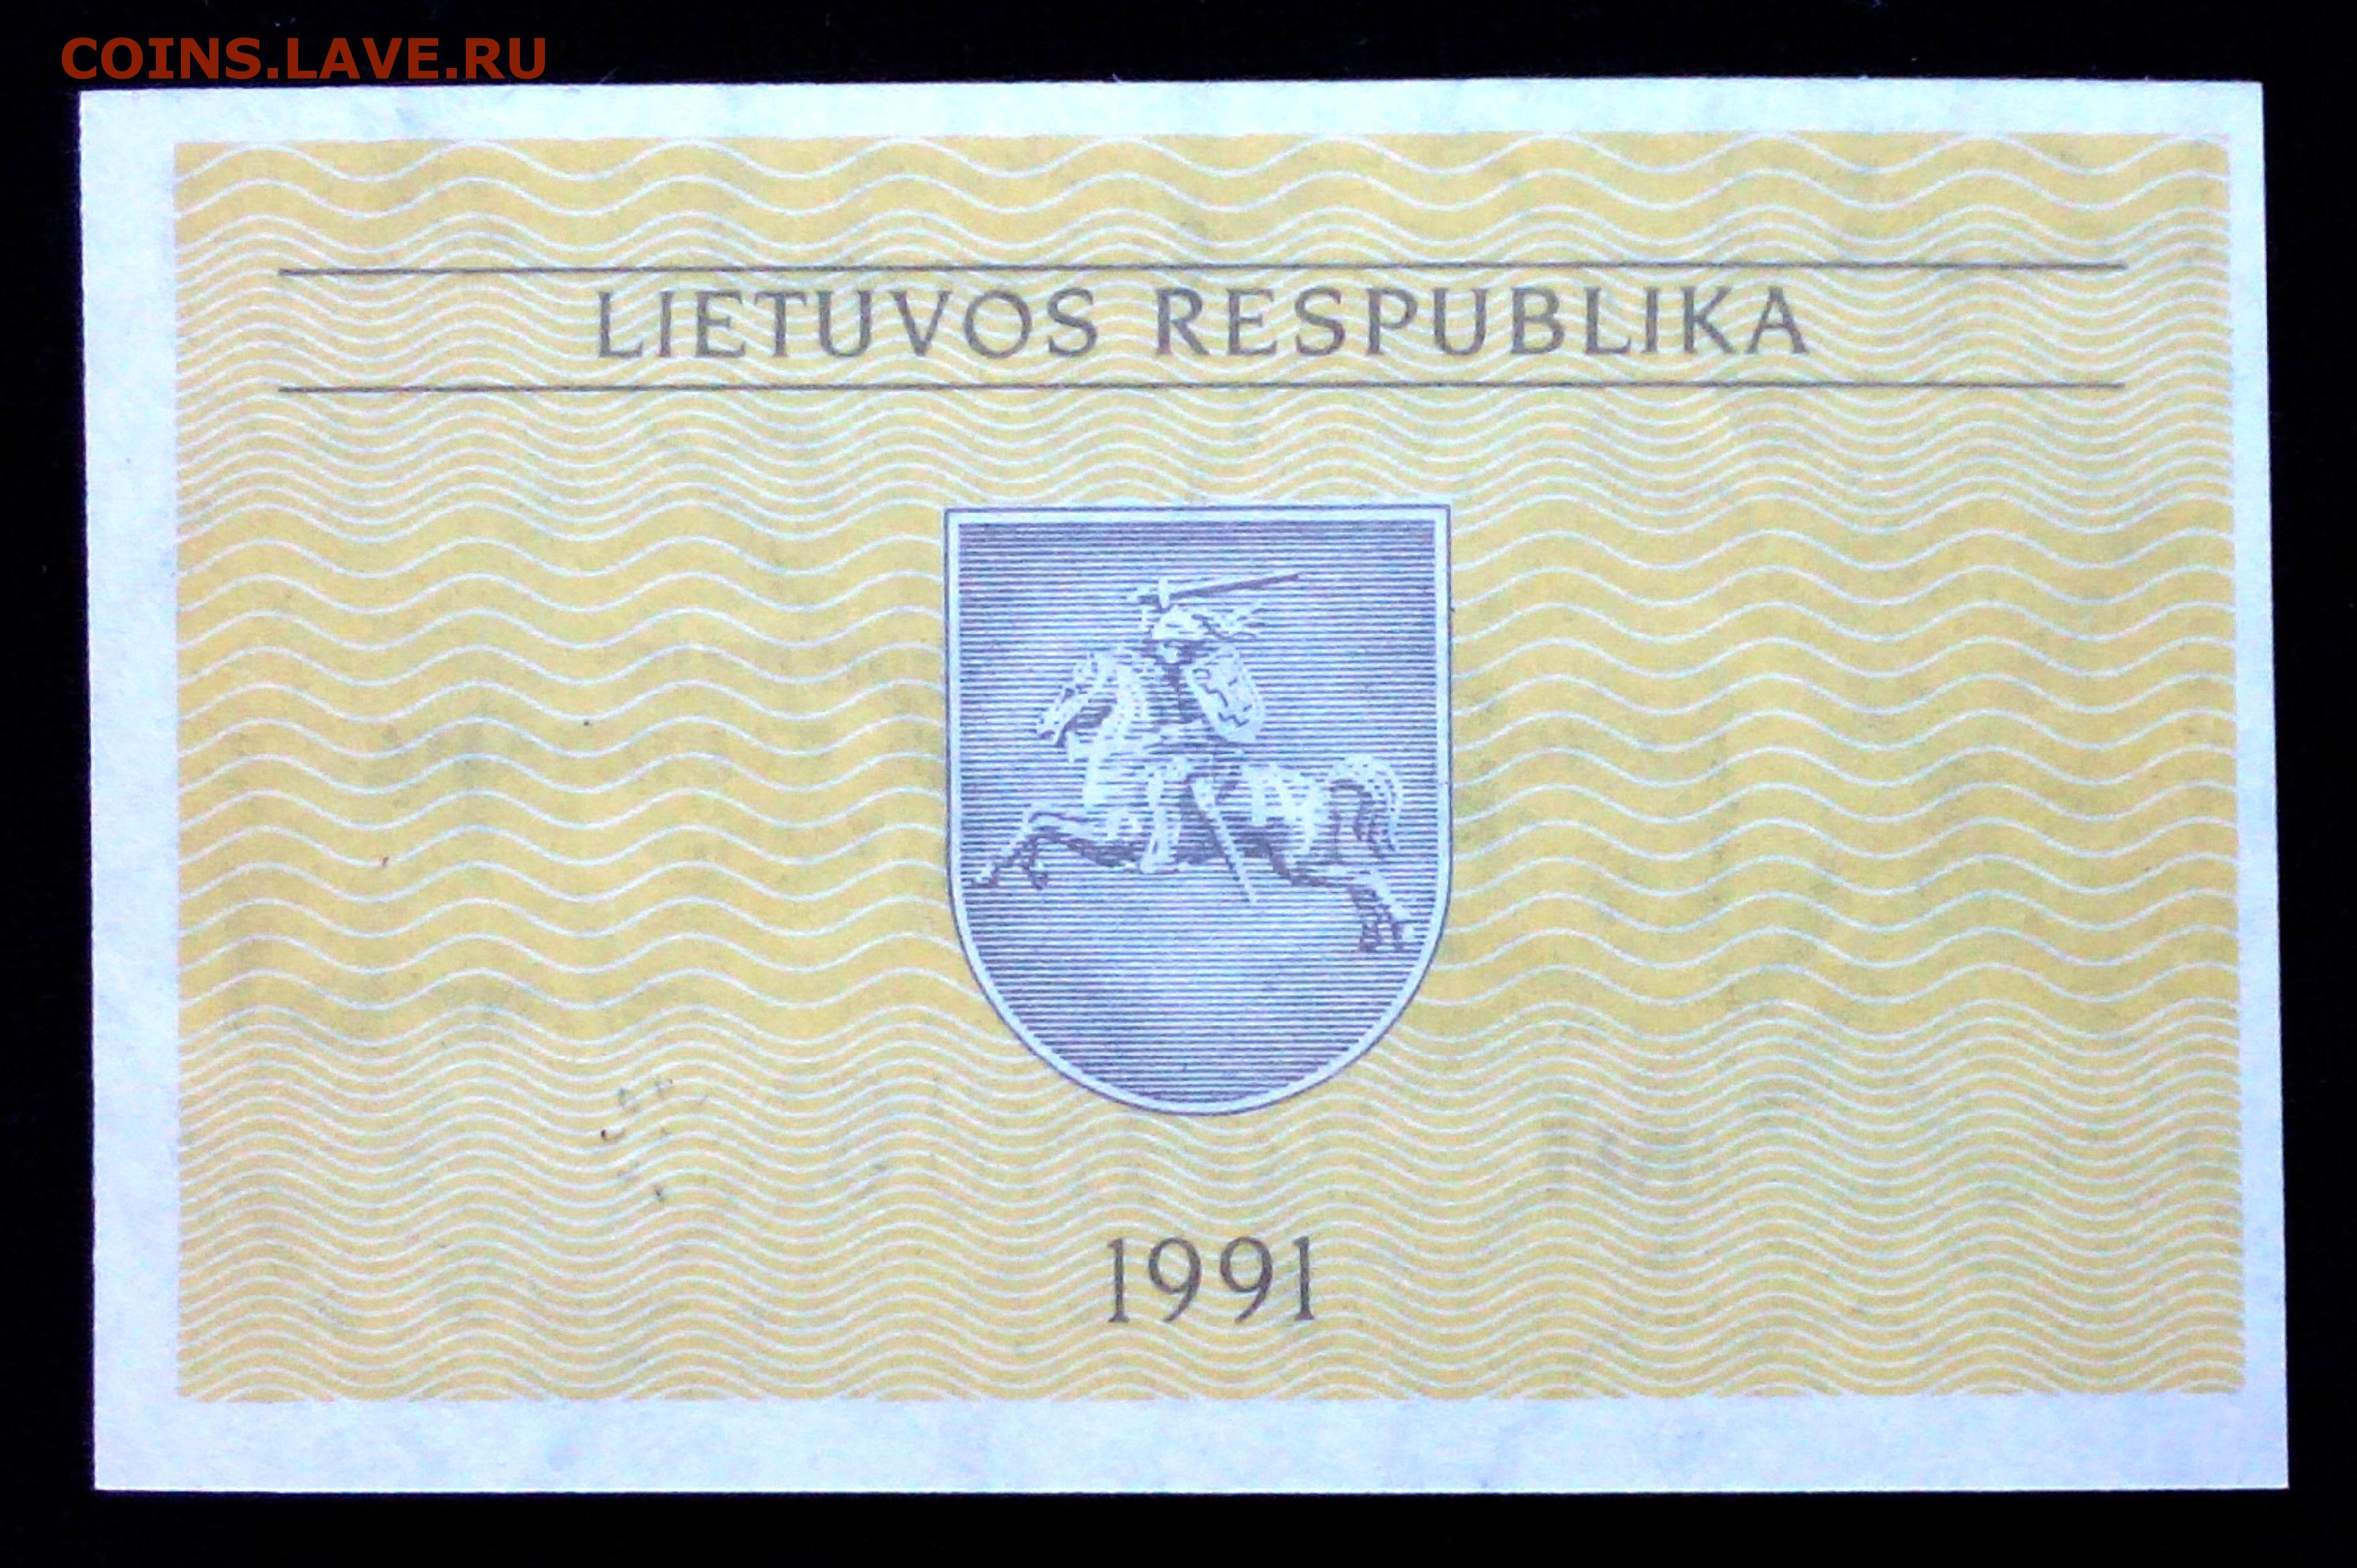 COINS.LAVE.RU
LIETUVOS RESPUBLIKA
1991